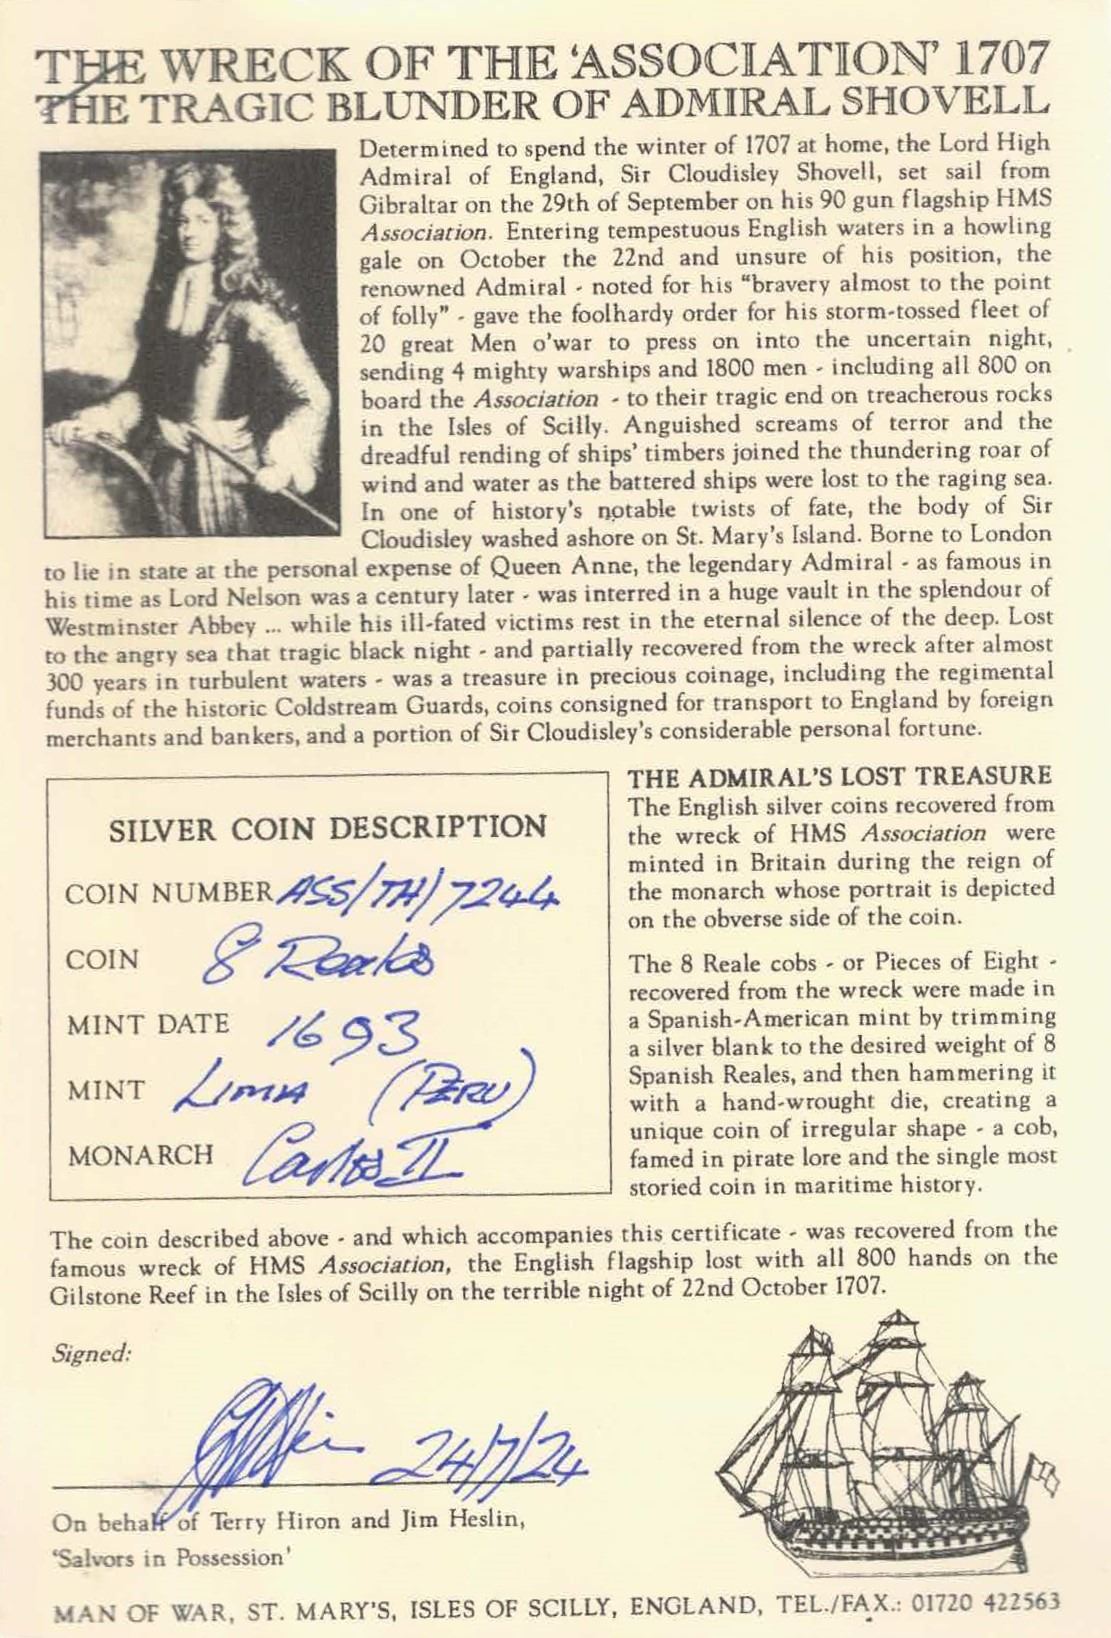 THE WRECK OF THE ‘ASSOCIATION’ 1707
THE TRAGIC BLUNDER OF ADMIRAL SHOVELL
Determined to spend the winter of 1707 at home, the Lord High
Admiral of England, Sir Cloudisley Shovell, set sail from
Gibraltar on the 29th of September on his 90 gun flagship HMS
Association. Entering tempestuous English waters in a howling
gale on October the 22nd and unsure of his position, the
renowned Admiral - noted for his “bravery almost to the point
of folly” - gave the foolhardy order for his storm-tossed fleet of
20 great Men o'war to press on into the uncertain night,
sending 4 mighty warships and 1800 men - including all 800 on
board the Association - to their tragic end on treacherous rocks
in the Isles of Scilly. Anguished screams of terror and the
dreadful rending of ships' timbers joined the thundering roar of
wind and water as the battered ships were lost to the raging sea.
In one of history's notable twists of fate, the body of Sir
Cloudisley washed ashore on St. Mary's Island. Borne to London
to lie in state at the personal expense of Queen Anne, the legendary Admiral - as famous in
his time as Lord Nelson was a century later - was interred in a huge vault in the splendour of
Westminster Abbey ... while his ill-fated victims rest in the eternal silence of the deep. Lost
to the angry sea that tragic black night - and partially recovered from the wreck after almost
300 years in turbulent waters - was a treasure in precious coinage, including the regimental
funds of the historic Coldstream Guards, coins consigned for transport to England by foreign
merchants and bankers, and a portion of Sir Cloudisley's considerable personal fortune.
SILVER COIN DESCRIPTION
COIN NUMBER ASS/TH/7244
COIN 8 Reales
MINT DATE 1693
MINT LIMA (PERU)
MONARCH Carlos II
THE ADMIRAL'S LOST TREASURE
The English silver coins recovered from
the wreck of HMS Association were
minted in Britain during the reign of
the monarch whose portrait is depicted
on the obverse side of the coin.
The 8 Reale cobs - or Pieces of Eight -
recovered from the wreck were made in
a Spanish-American mint by trimming
a silver blank to the desired weight of 8
Spanish Reales, and then hammering it
with a hand-wrought die, creating a
unique coin of irregular shape - a cob,
famed in pirate lore and the single most
storied coin in maritime history.
The coin described above - and which accompanies this certificate - was recovered from the
famous wreck of HMS Association, the English flagship lost with all 800 hands on the
Gilstone Reef in the Isles of Scilly on the terrible night of 22nd October 1707.
Signed:
24/7/24
On behalf of Terry Hiron and Jim Heslin,
‘Salvors in Possession’
MAN OF WAR, ST. MARY'S, ISLES OF SCILLY, ENGLAND, TEL./FAX.: 01720 422563